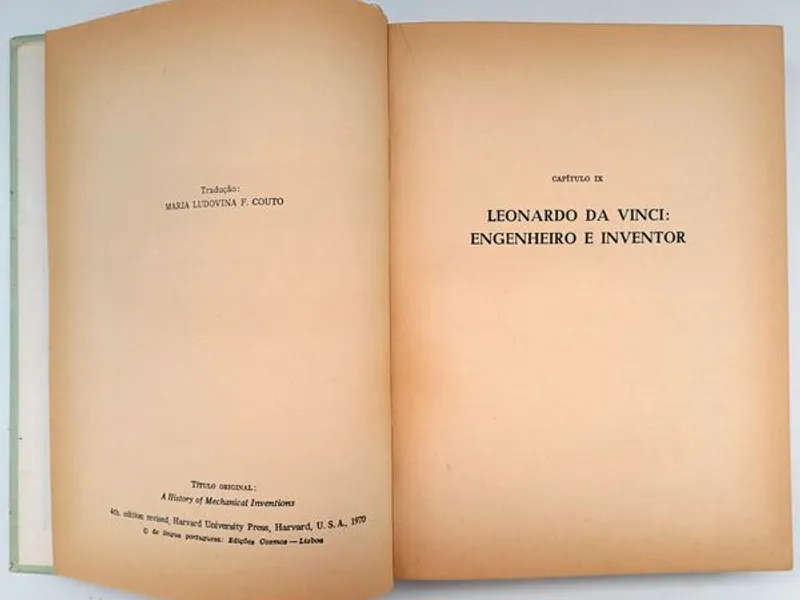 Tradução:
MARIA LUDOVINA F. COUTO
TÍTULO ORIGINAL:
A History of Mechanical Inventions
4th. edition revised, Harvard University Press, Harvard, U. S. A., 1970
© de língua portuguesa: Edições Cosmos — Lisboa
CAPÍTULO IX
LEONARDO DA VINCI:
ENGENHEIRO E INVENTOR